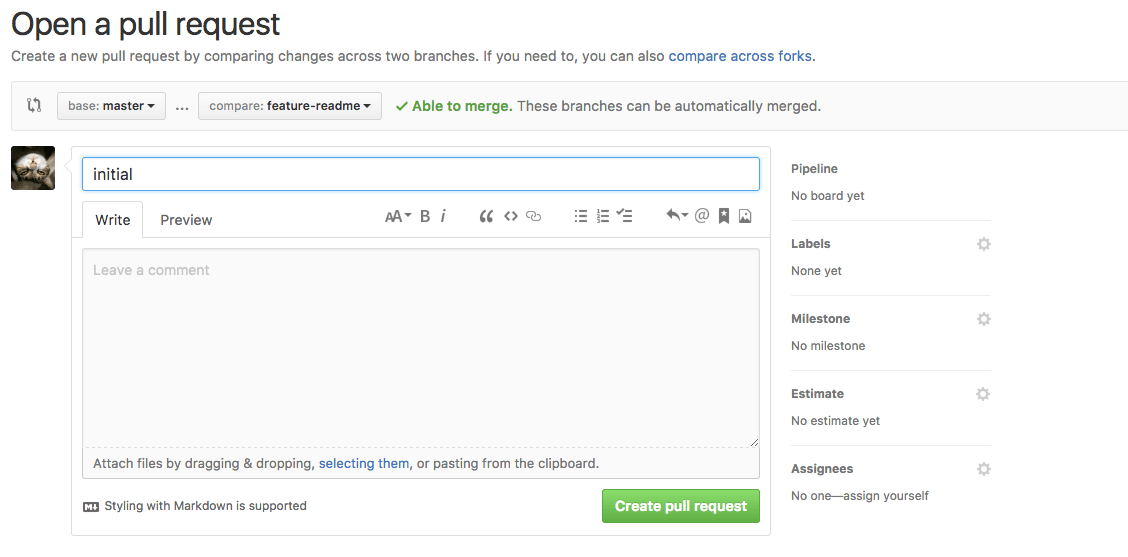 Open a pull request
Create a new pull request by comparing changes across two branches. If you need to, you can also compare across forks.
base: master ... compare: feature-readme Able to merge. These branches can be automatically merged.
initial
Write Preview AA B i
Leave a comment
Attach files by dragging & dropping, selecting them, or pasting from the clipboard.
Styling with Markdown is supported Create pull request
Pipeline
No board yet
Labels
None yet
Milestone
No milestone
Estimate
No estimate yet
Assignees
No one—assign yourself